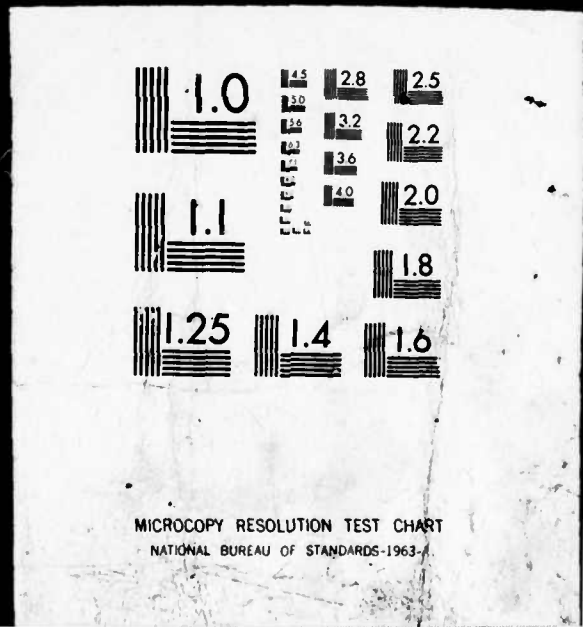 1.0 4.5 2.8 2.5
5.0
5.6 3.2 2.2
6.3 3.6
4.0 2.0
1.1
1.8
1.25 1.4 1.6
MICROCOPY RESOLUTION TEST CHART
NATIONAL BUREAU OF STANDARDS-1963-A